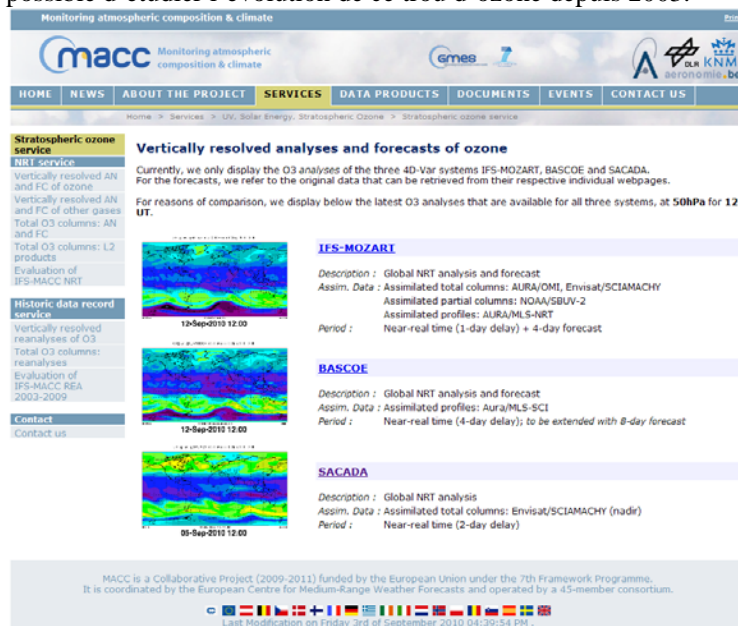 possible d'étudier l'évolution de ce trou d'ozone depuis 2003.
Monitoring atmospheric composition & climate
macc Monitoring atmospheric
composition & climate
gmes
DLR
KNM
aeronomie.be
HOME NEWS ABOUT THE PROJECT SERVICES DATA PRODUCTS DOCUMENTS EVENTS CONTACT US
Home > Services > UV, Solar Energy, Stratospheric Ozone > Stratospheric ozone service
Stratospheric ozone
service
NRT service
Vertically resolved AN
and FC of ozone
Vertically resolved AN
and FC of other gases
Total O3 columns: AN
and FC
Total O3 columns: L2
products
Evaluation of
IFS-MACC NRT
Historic data record
service
Vertically resolved
reanalyses of O3
Total O3 columns:
reanalyses
Evaluation of
IFS-MACC REA
2003-2009
Contact
Contact us
Vertically resolved analyses and forecasts of ozone
Currently, we only display the O3 analyses of the three 4D-Var systems IFS-MOZART, BASCOE and SACADA.
For the forecasts, we refer to the original data that can be retrieved from their respective individual webpages.
For reasons of comparison, we display below the latest O3 analyses that are available for all three systems, at 50hPa for 12
UT.
12-Sep-2010 12:00
IFS-MOZART
Description : Global NRT analysis and forecast
Assim. Data : Assimilated total columns: AURA/OMI, Envisat/SCIAMACHY
Assimilated partial columns: NOAA/SBUV-2
Assimilated profiles: AURA/MLS-NRT
Period : Near-real time (1-day delay) + 4-day forecast
12-Sep-2010 12:00
BASCOE
Description : Global NRT analysis and forecast
Assim. Data : Assimilated profiles: Aura/MLS-SCI
Period : Near-real time (4-day delay); to be extended with 8-day forecast
05-Sep-2010 12:00
SACADA
Description : Global NRT analysis
Assim. Data : Assimilated total columns: Envisat/SCIAMACHY (nadir)
Period : Near-real time (2-day delay)
MACC is a Collaborative Project (2009-2011) funded by the European Union under the 7th Framework Programme.
It is coordinated by the European Centre for Medium-Range Weather Forecasts and operated by a 45-member consortium.
Last Modification on Friday 3rd of September 2010 04:39:54 PM .